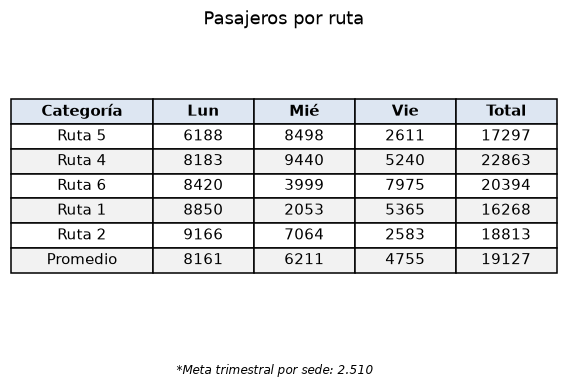 Pasajeros por ruta
Categoría Lun Mié Vie Total
Ruta 5 6188 8498 2611 17297
Ruta 4 8183 9440 5240 22863
Ruta 6 8420 3999 7975 20394
Ruta 1 8850 2053 5365 16268
Ruta 2 9166 7064 2583 18813
Promedio 8161 6211 4755 19127
*Meta trimestral por sede: 2.510